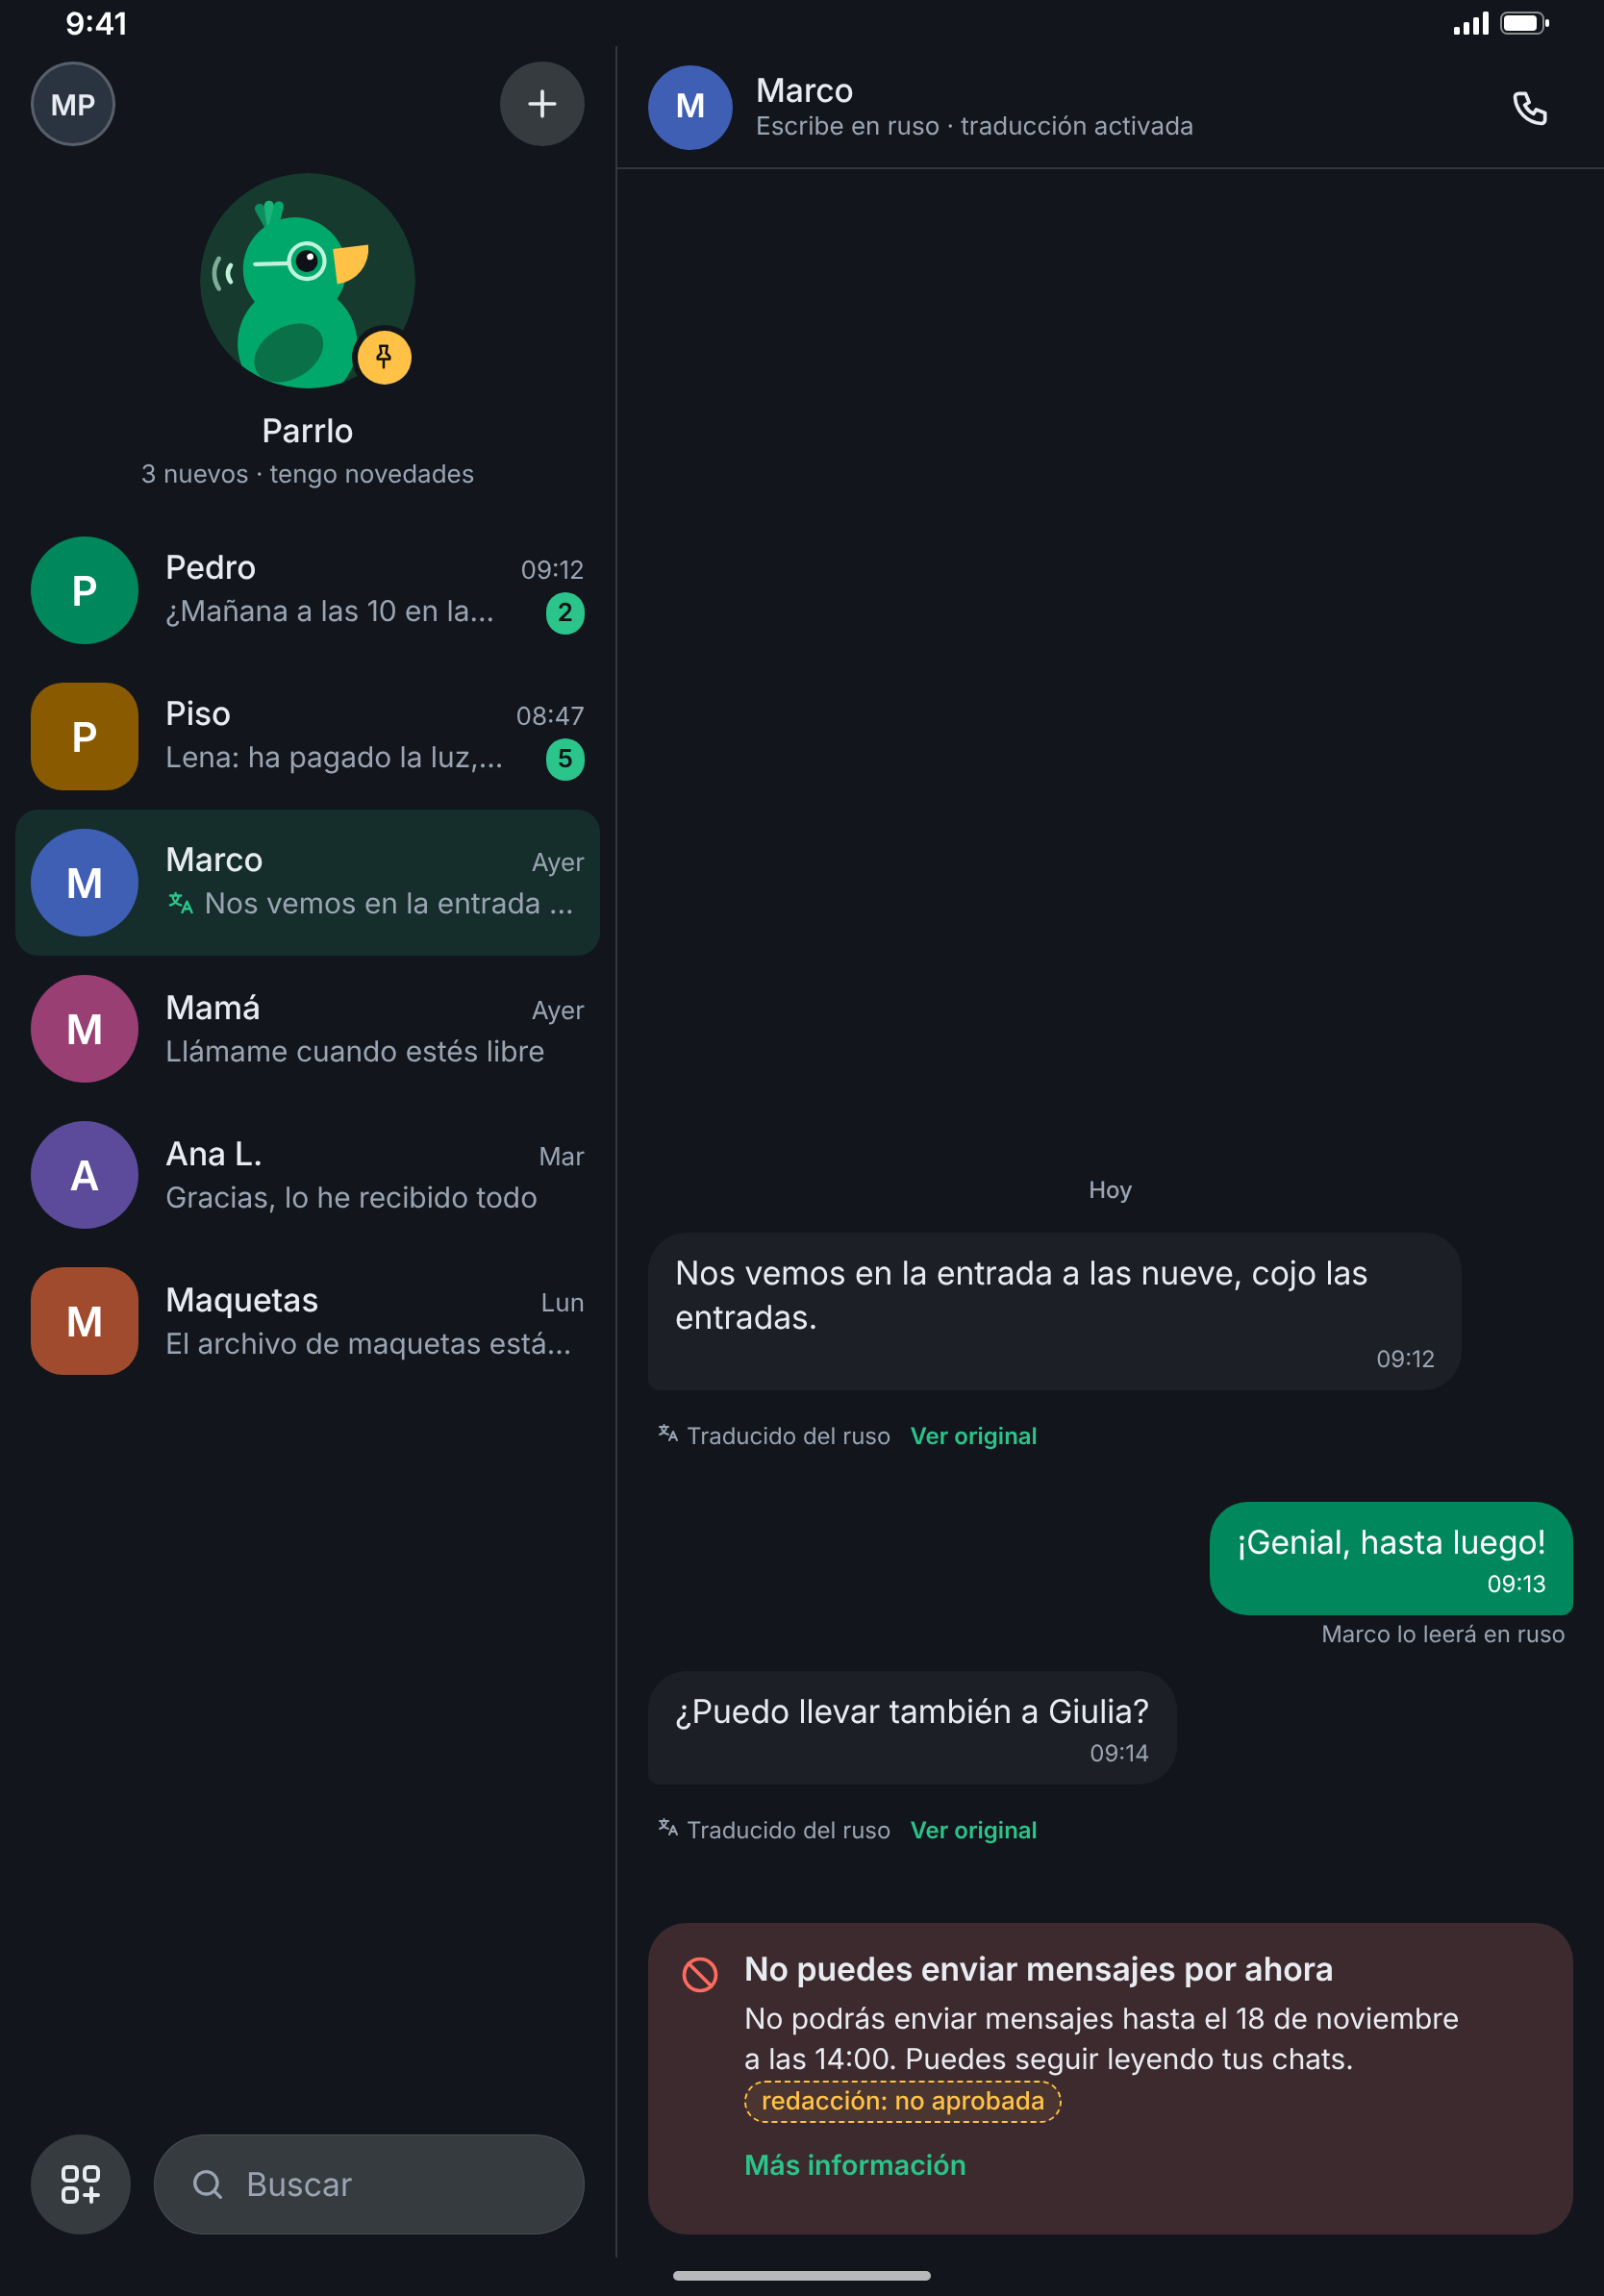 9:41
MP
Parrlo
3 nuevos · tengo novedades
P
Pedro
09:12
¿Mañana a las 10 en la...
2
P
Piso
08:47
Lena: ha pagado la luz,...
5
M
Marco
Ayer
Nos vemos en la entrada ...
M
Mamá
Ayer
Llámame cuando estés libre
A
Ana L.
Mar
Gracias, lo he recibido todo
M
Maquetas
Lun
El archivo de maquetas está...
Buscar
M
Marco
Escribe en ruso · traducción activada
Hoy
Nos vemos en la entrada a las nueve, cojo las
entradas.
09:12
Traducido del ruso Ver original
¡Genial, hasta luego!
09:13
Marco lo leerá en ruso
¿Puedo llevar también a Giulia?
09:14
Traducido del ruso Ver original
No puedes enviar mensajes por ahora
No podrás enviar mensajes hasta el 18 de noviembre
a las 14:00. Puedes seguir leyendo tus chats.
redacción: no aprobada
Más información